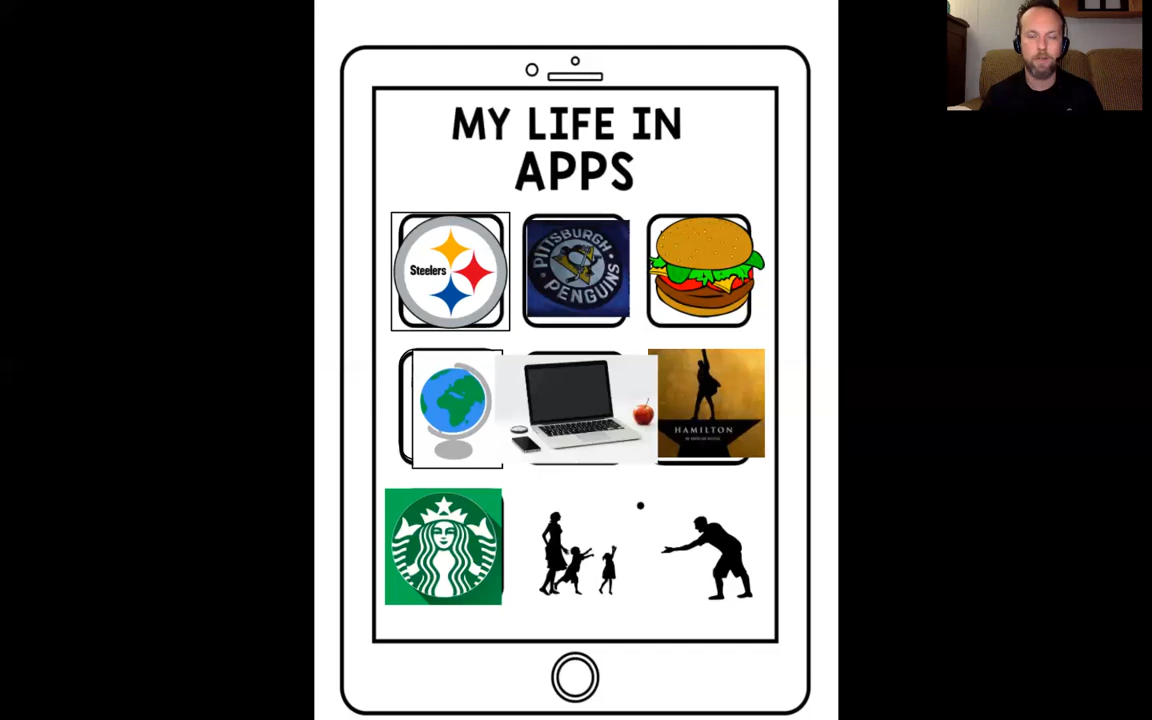 MY LIFE IN
APPS
Steelers
PITTSBURGH
PENGUINS
HAMILTON